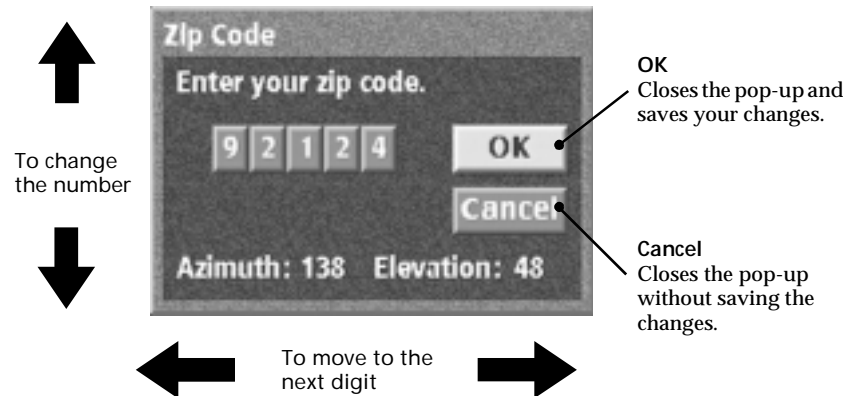 Zip Code
Enter your zip code.
9 2 1 2 4
OK
Cancel
Azimuth: 138 Elevation: 48
To change
the number
To move to the
next digit
OK
Closes the pop-up and
saves your changes.
Cancel
Closes the pop-up
without saving the
changes.